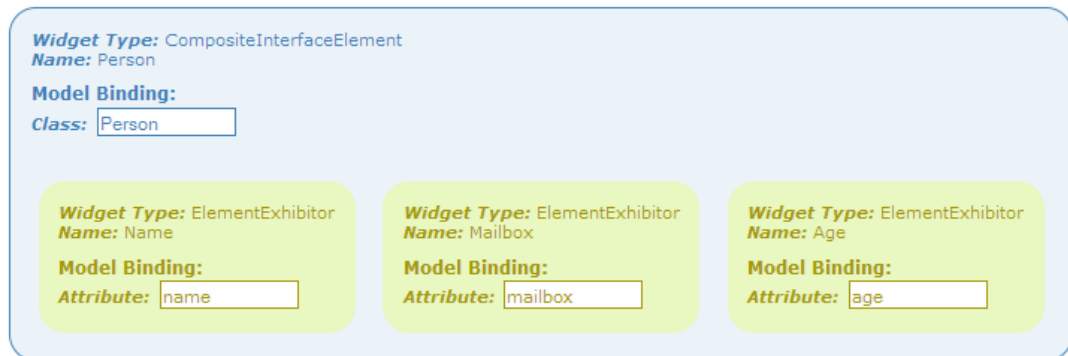 Widget Type: CompositeInterfaceElement
Name: Person
Model Binding:
Class: Person
Widget Type: ElementExhibitor
Name: Name
Model Binding:
Attribute: name
Widget Type: ElementExhibitor
Name: Mailbox
Model Binding:
Attribute: mailbox
Widget Type: ElementExhibitor
Name: Age
Model Binding:
Attribute: age